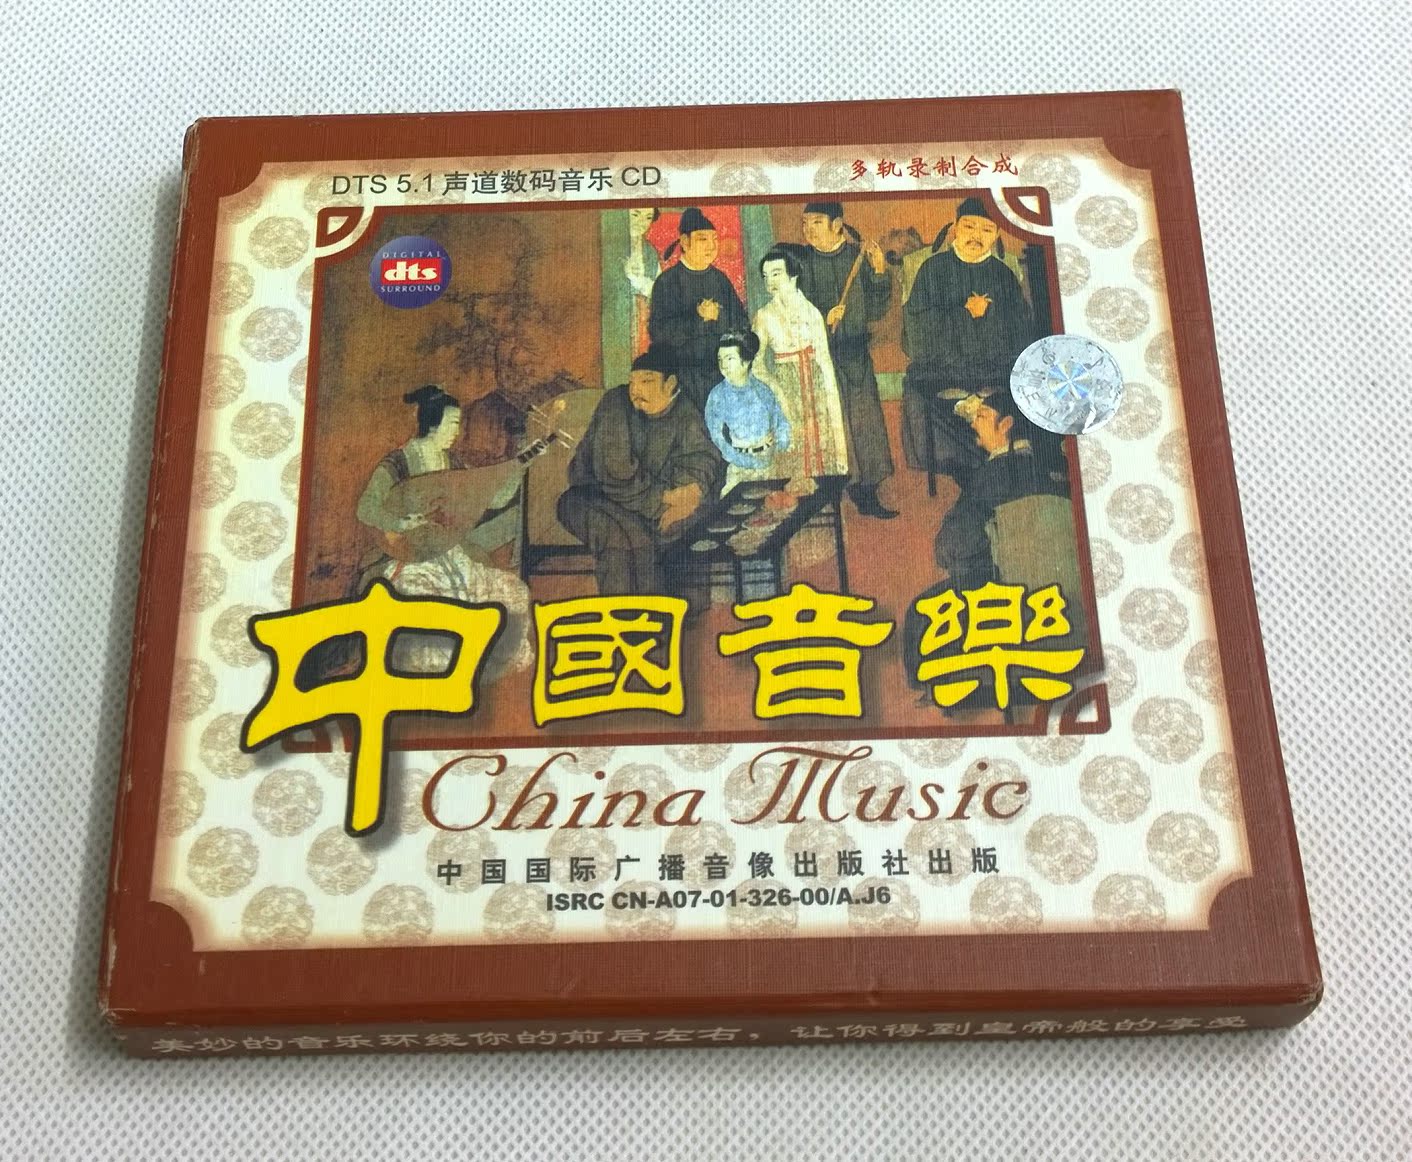 DTS 5.1 声道数码音乐 CD
多轨录制合成
DIGITAL
dts
SURROUND
中國音樂
China Music
中国国际广播音像出版社出版
ISRC CN-A07-01-326-00/A.J6
美妙的音乐环绕你的前后左右，让你得到皇帝般的享受